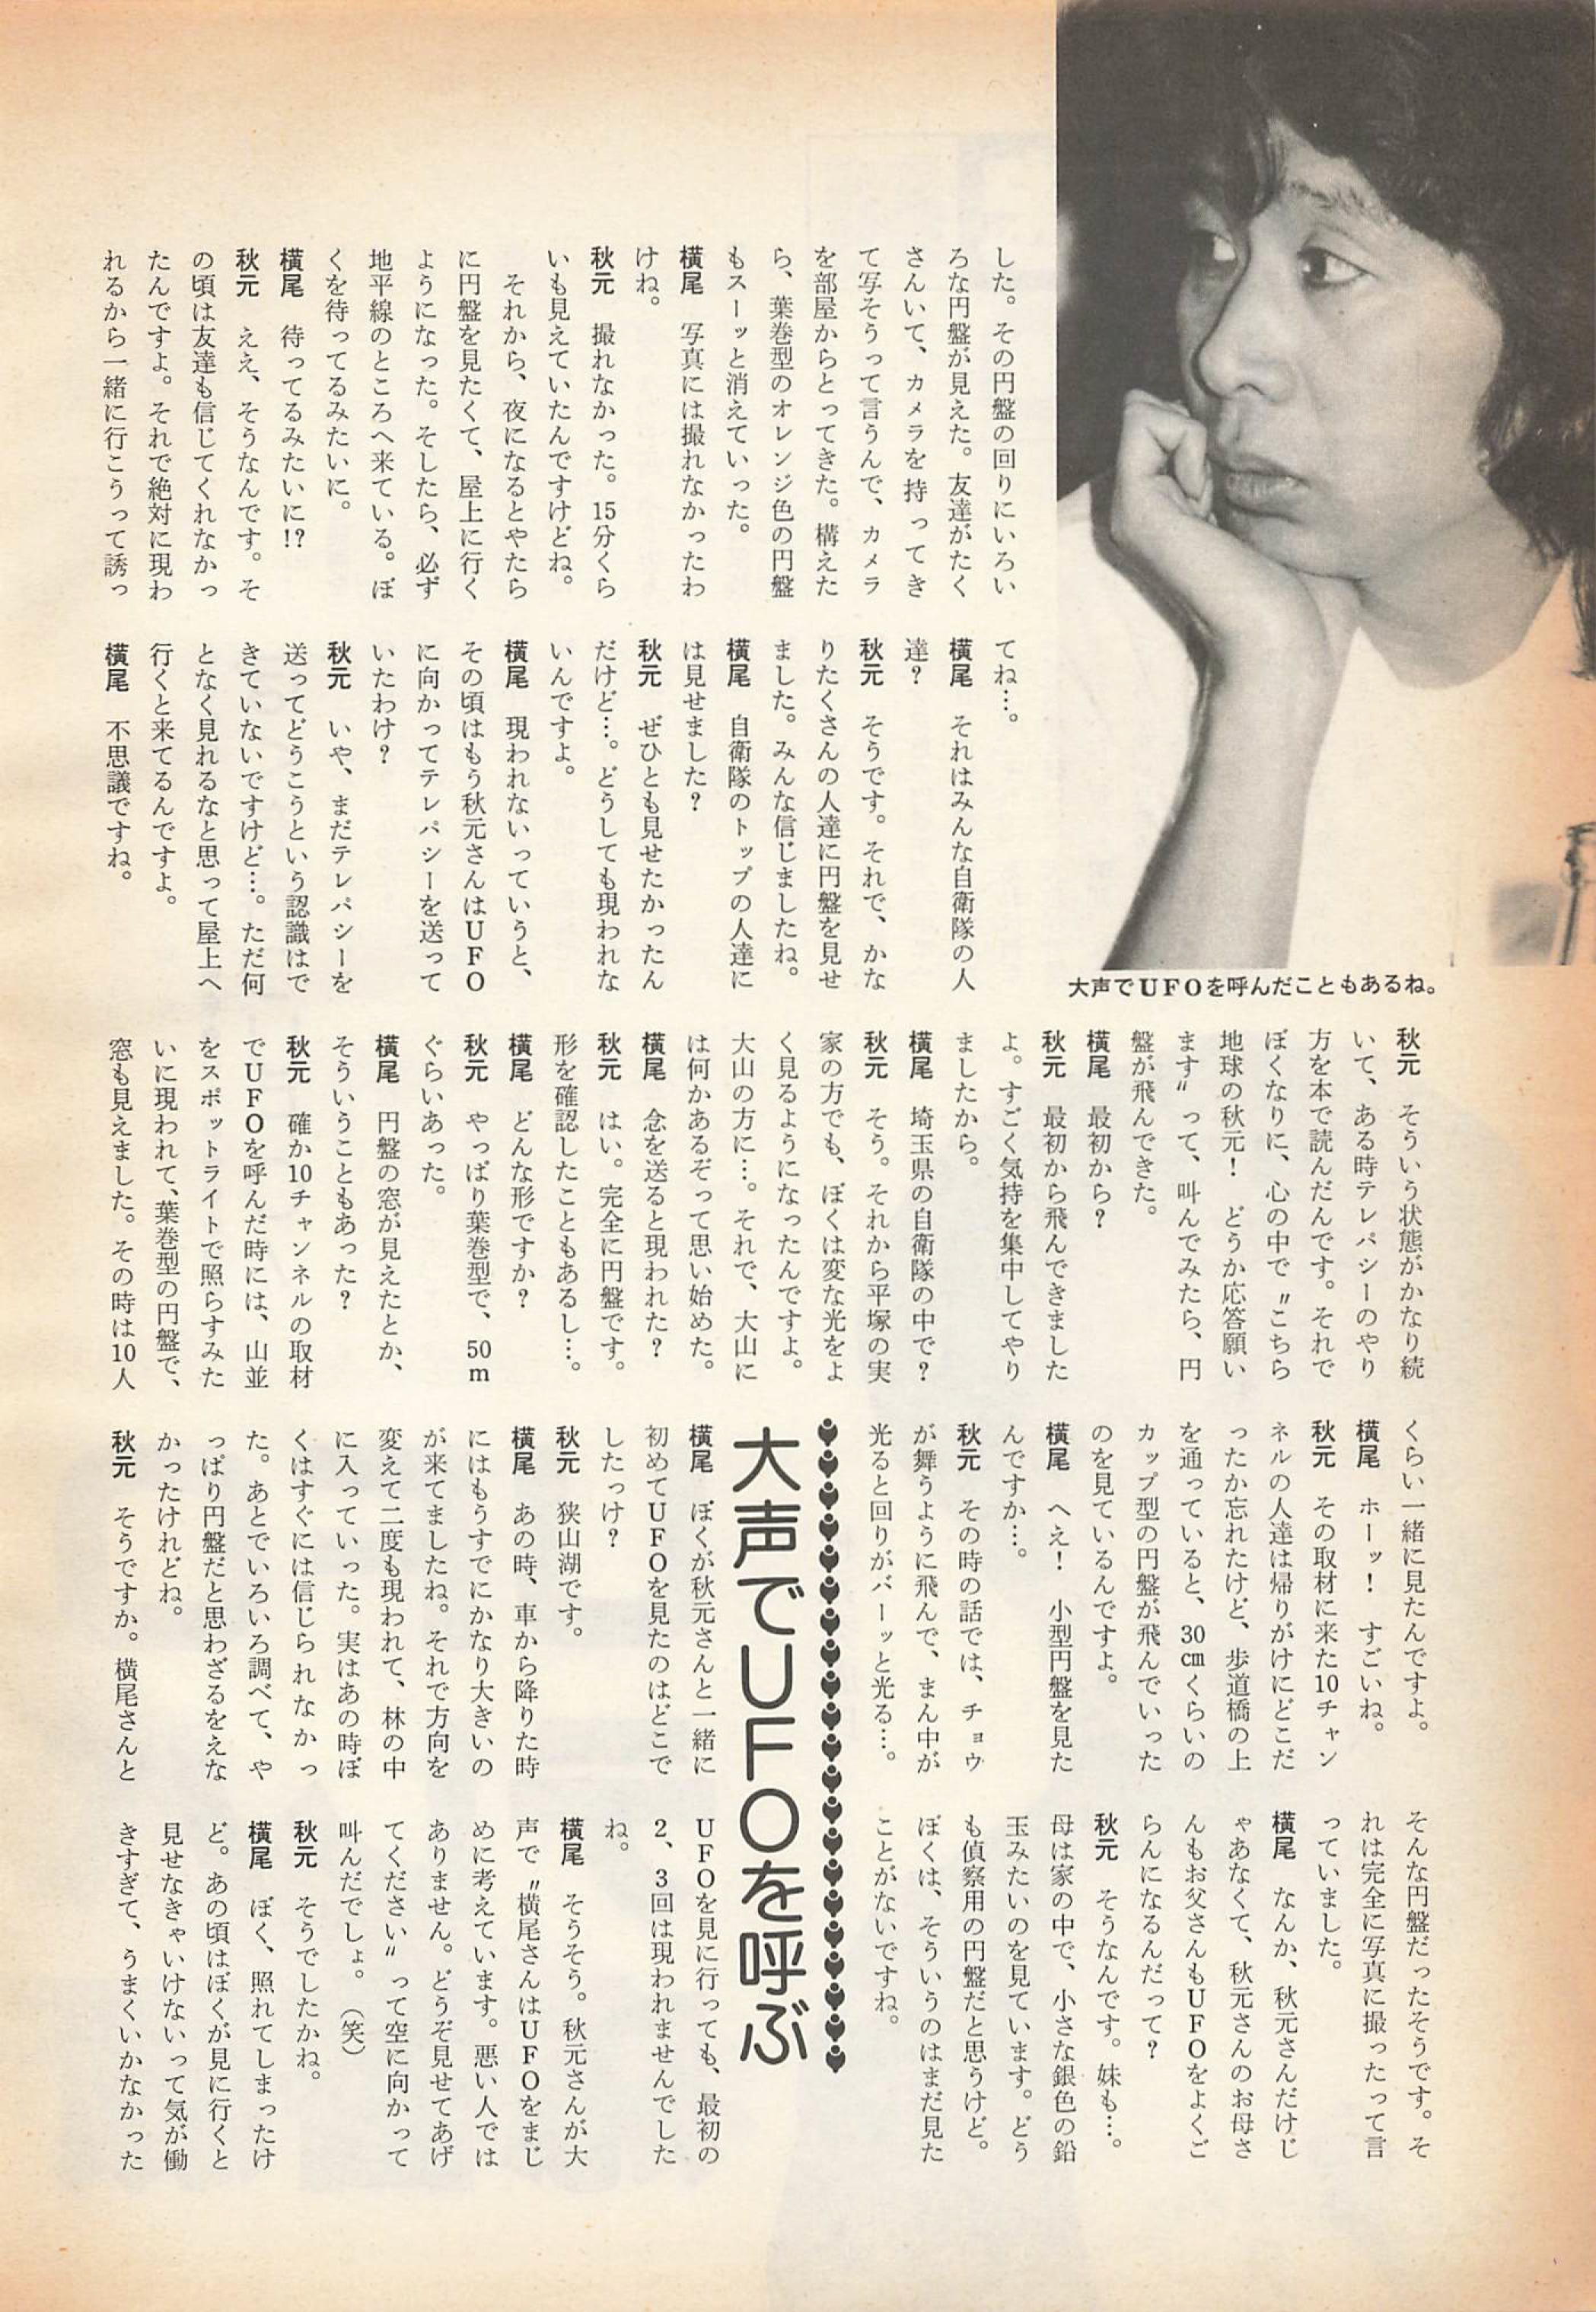 した。その円盤の回りにいろい
ろな円盤が見えた。友達がたく
さんいて、カメラを持ってき
て写そうって言うんで、カメラ
を部屋からとってきた。構えた
ら、葉巻型のオレンジ色の円盤
もスーッと消えていった。
横尾　写真には撮れなかったわ
けね。
秋元　撮れなかった。15分くら
いも見えていたんですけどね。
　それから、夜になるとやたら
に円盤を見たくて、屋上に行く
ようになった。そしたら、必ず
地平線のところへ来ている。ぼ
くを待ってるみたいに。
横尾　待ってるみたいに!?
秋元　ええ、そうなんです。そ
の頃は友達も信じてくれなかっ
たんですよ。それで絶対に現わ
れるから一緒に行こうって誘っ
てね…。
横尾　それはみんな自衛隊の人
達？
秋元　そうです。それで、かな
りたくさんの人達に円盤を見せ
ました。みんな信じましたね。
横尾　自衛隊のトップの人達に
は見せました？
秋元　ぜひとも見せたかったん
だけど…。どうしても現われな
いんですよ。
横尾　現われないっていうと、
その頃はもう秋元さんはUFO
に向かってテレパシーを送って
いたわけ？
秋元　いや、まだテレパシーを
送ってどうこうという認識はで
きていないですけど…。ただ何
となく見れるなと思って屋上へ
行くと来てるんですよ。
横尾　不思議ですね。
大声でUFOを呼んだこともあるね。
秋元　そういう状態がかなり続
いて、ある時テレパシーのやり
方を本で読んだんです。それで
ぼくなりに、心の中で〝こちら
地球の秋元！　どうか応答願い
ます〟って、叫んでみたら、円
盤が飛んできた。
横尾　最初から？
秋元　最初から飛んできました
よ。すごく気持を集中してやり
ましたから。
横尾　埼玉県の自衛隊の中で？
秋元　そう。それから平塚の実
家の方でも、ぼくは変な光をよ
く見るようになったんですよ。
大山の方に…。それで、大山に
は何かあるぞって思い始めた。
横尾　念を送ると現われた？
秋元　はい。完全に円盤です。
形を確認したこともあるし…。
横尾　どんな形ですか？
秋元　やっぱり葉巻型で、50m
ぐらいあった。
横尾　円盤の窓が見えたとか、
そういうこともあった？
秋元　確か10チャンネルの取材
でUFOを呼んだ時には、山並
をスポットライトで照らすみた
いに現われて、葉巻型の円盤で、
窓も見えました。その時は10人
くらい一緒に見たんですよ。
横尾　ホーッ！　すごいね。
秋元　その取材に来た10チャン
ネルの人達は帰りがけにどこだ
ったか忘れたけど、歩道橋の上
を通っていると、30cmくらいの
カップ型の円盤が飛んでいった
のを見ているんですよ。
横尾　へえ！　小型円盤を見た
んですか…。
秋元　その時の話では、チョウ
が舞うように飛んで、まん中が
光ると回りがバーッと光る…。
そんな円盤だったそうです。そ
れは完全に写真に撮ったって言
っていました。
横尾　なんか、秋元さんだけじ
ゃあなくて、秋元さんのお母さ
んもお父さんもUFOをよくご
らんになるんだって？
秋元　そうなんです。妹も…。
母は家の中で、小さな銀色の鉛
玉みたいのを見ています。どう
も偵察用の円盤だと思うけど。
ぼくは、そういうのはまだ見た
ことがないですね。
大声でUFOを呼ぶ
横尾　ぼくが秋元さんと一緒に
初めてUFOを見たのはどこで
したっけ？
秋元　狭山湖です。
横尾　あの時、車から降りた時
にはもうすでにかなり大きいの
が来てましたね。それで方向を
変えて二度も現われて、林の中
に入っていった。実はあの時ぼ
くはすぐには信じられなかっ
た。あとでいろいろ調べて、や
っぱり円盤だと思わざるをえな
かったけれどね。
秋元　そうですか。横尾さんと
UFOを見に行っても、最初の
2、3回は現われませんでした
ね。
横尾　そうそう。秋元さんが大
声で〝横尾さんはUFOをまじ
めに考えています。悪い人では
ありません。どうぞ見せてあげ
てください〟って空に向かって
叫んだでしょ。（笑）
秋元　そうでしたかね。
横尾　ぼく、照れてしまったけ
ど。あの頃はぼくが見に行くと
見せなきゃいけないって気が働
きすぎて、うまくいかなかった